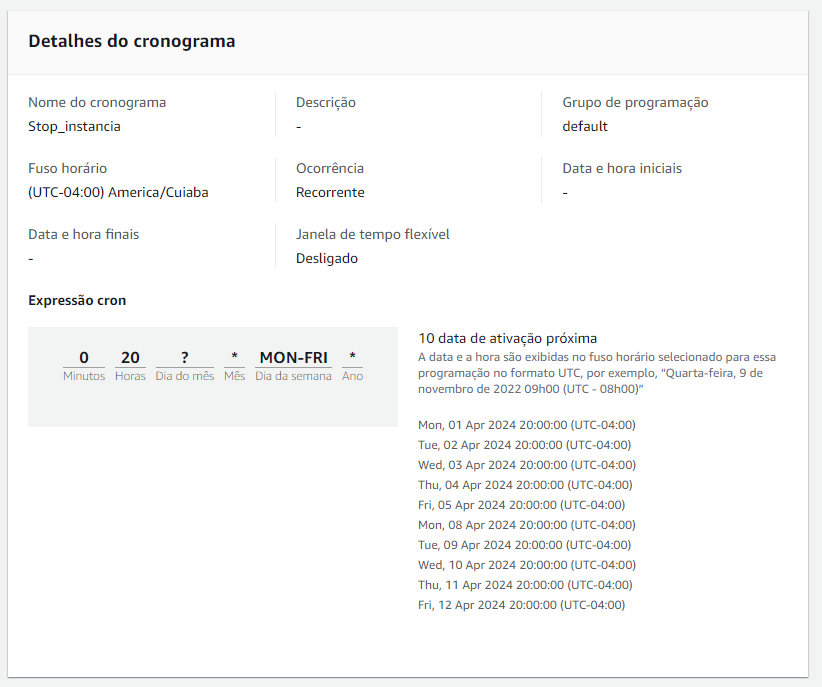 Detalhes do cronograma
Nome do cronograma
Stop_instancia
Descrição
-
Grupo de programação
default
Fuso horário
(UTC-04:00) America/Cuiaba
Ocorrência
Recorrente
Data e hora iniciais
-
Data e hora finais
-
Janela de tempo flexível
Desligado
Expressão cron
0 20 ? * MON-FRI *
Minutos Horas Dia do mês Mês Dia da semana Ano
10 data de ativação próxima
A data e a hora são exibidas no fuso horário selecionado para essa
programação no formato UTC, por exemplo, “Quarta-feira, 9 de
novembro de 2022 09h00 (UTC - 08h00)”
Mon, 01 Apr 2024 20:00:00 (UTC-04:00)
Tue, 02 Apr 2024 20:00:00 (UTC-04:00)
Wed, 03 Apr 2024 20:00:00 (UTC-04:00)
Thu, 04 Apr 2024 20:00:00 (UTC-04:00)
Fri, 05 Apr 2024 20:00:00 (UTC-04:00)
Mon, 08 Apr 2024 20:00:00 (UTC-04:00)
Tue, 09 Apr 2024 20:00:00 (UTC-04:00)
Wed, 10 Apr 2024 20:00:00 (UTC-04:00)
Thu, 11 Apr 2024 20:00:00 (UTC-04:00)
Fri, 12 Apr 2024 20:00:00 (UTC-04:00)